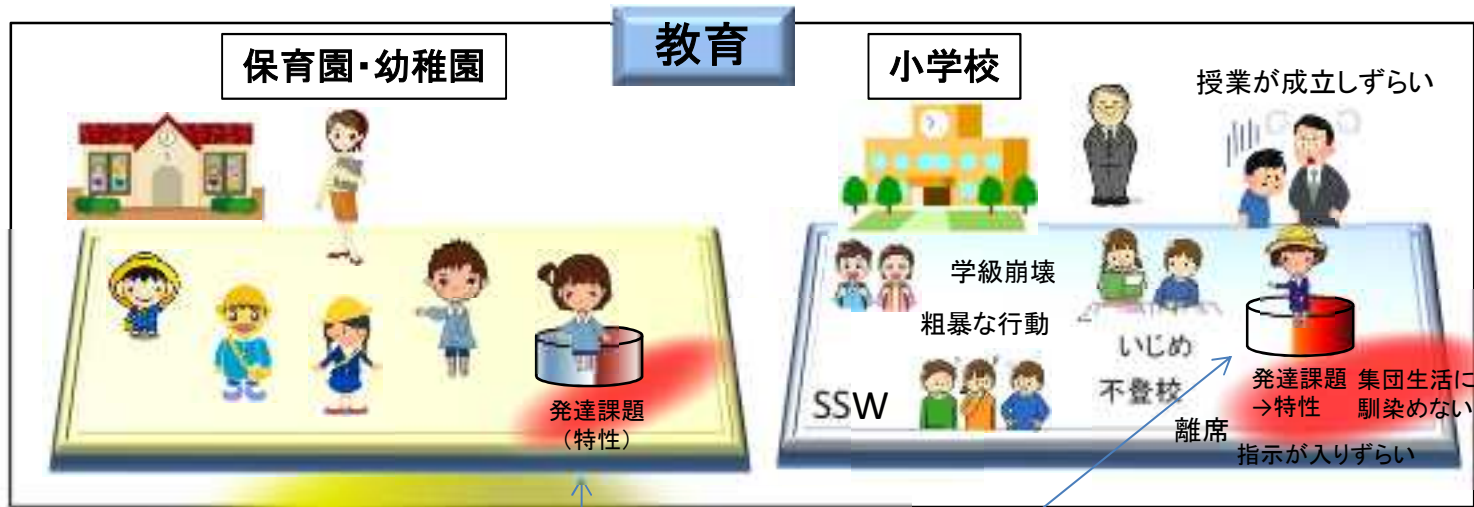 教育
保育園・幼稚園
発達課題
（特性）
小学校
授業が成立しずらい
学級崩壊
粗暴な行動
いじめ
不登校
SSW
離席
発達課題
→特性
集団生活に
馴染めない
指示が入りずらい